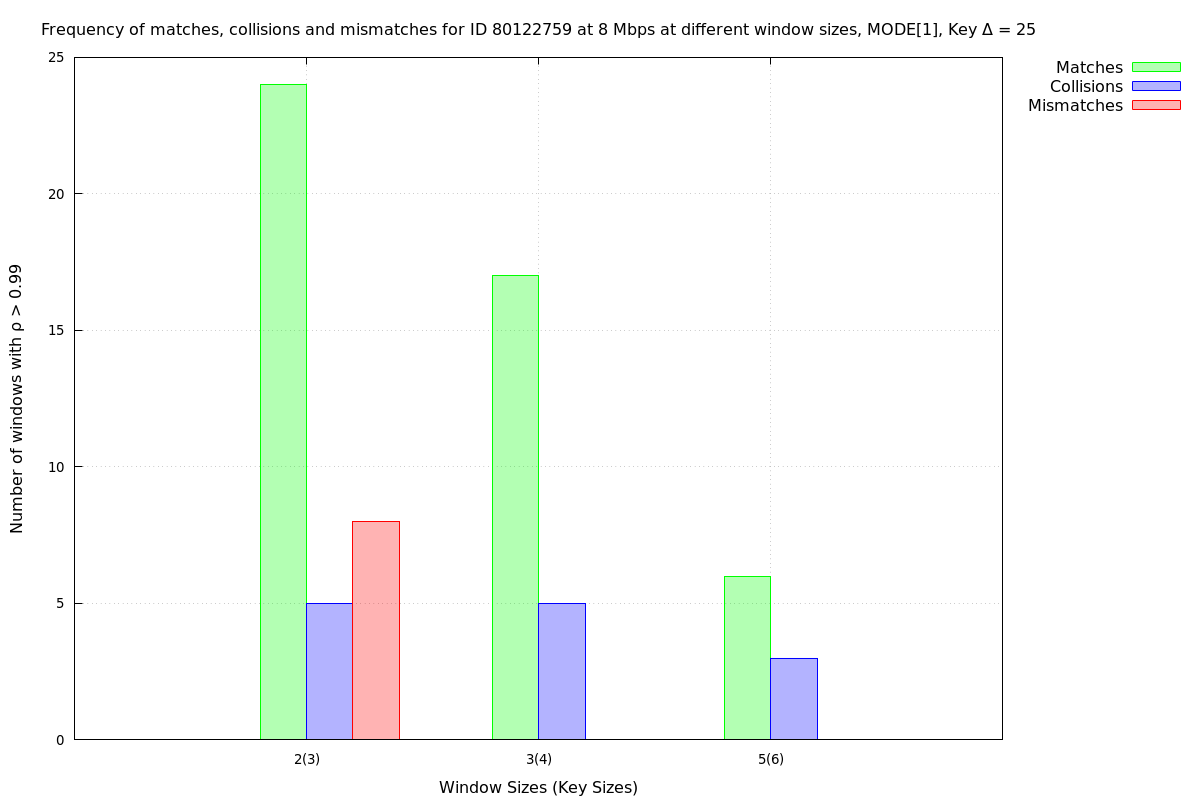 Frequency of matches, collisions and mismatches for ID 80122759 at 8 Mbps at different window sizes, MODE[1], Key Δ = 25
Matches
Collisions
Mismatches
Number of windows with ρ > 0.99
25
20
15
10
5
0
2(3)
3(4)
5(6)
Window Sizes (Key Sizes)